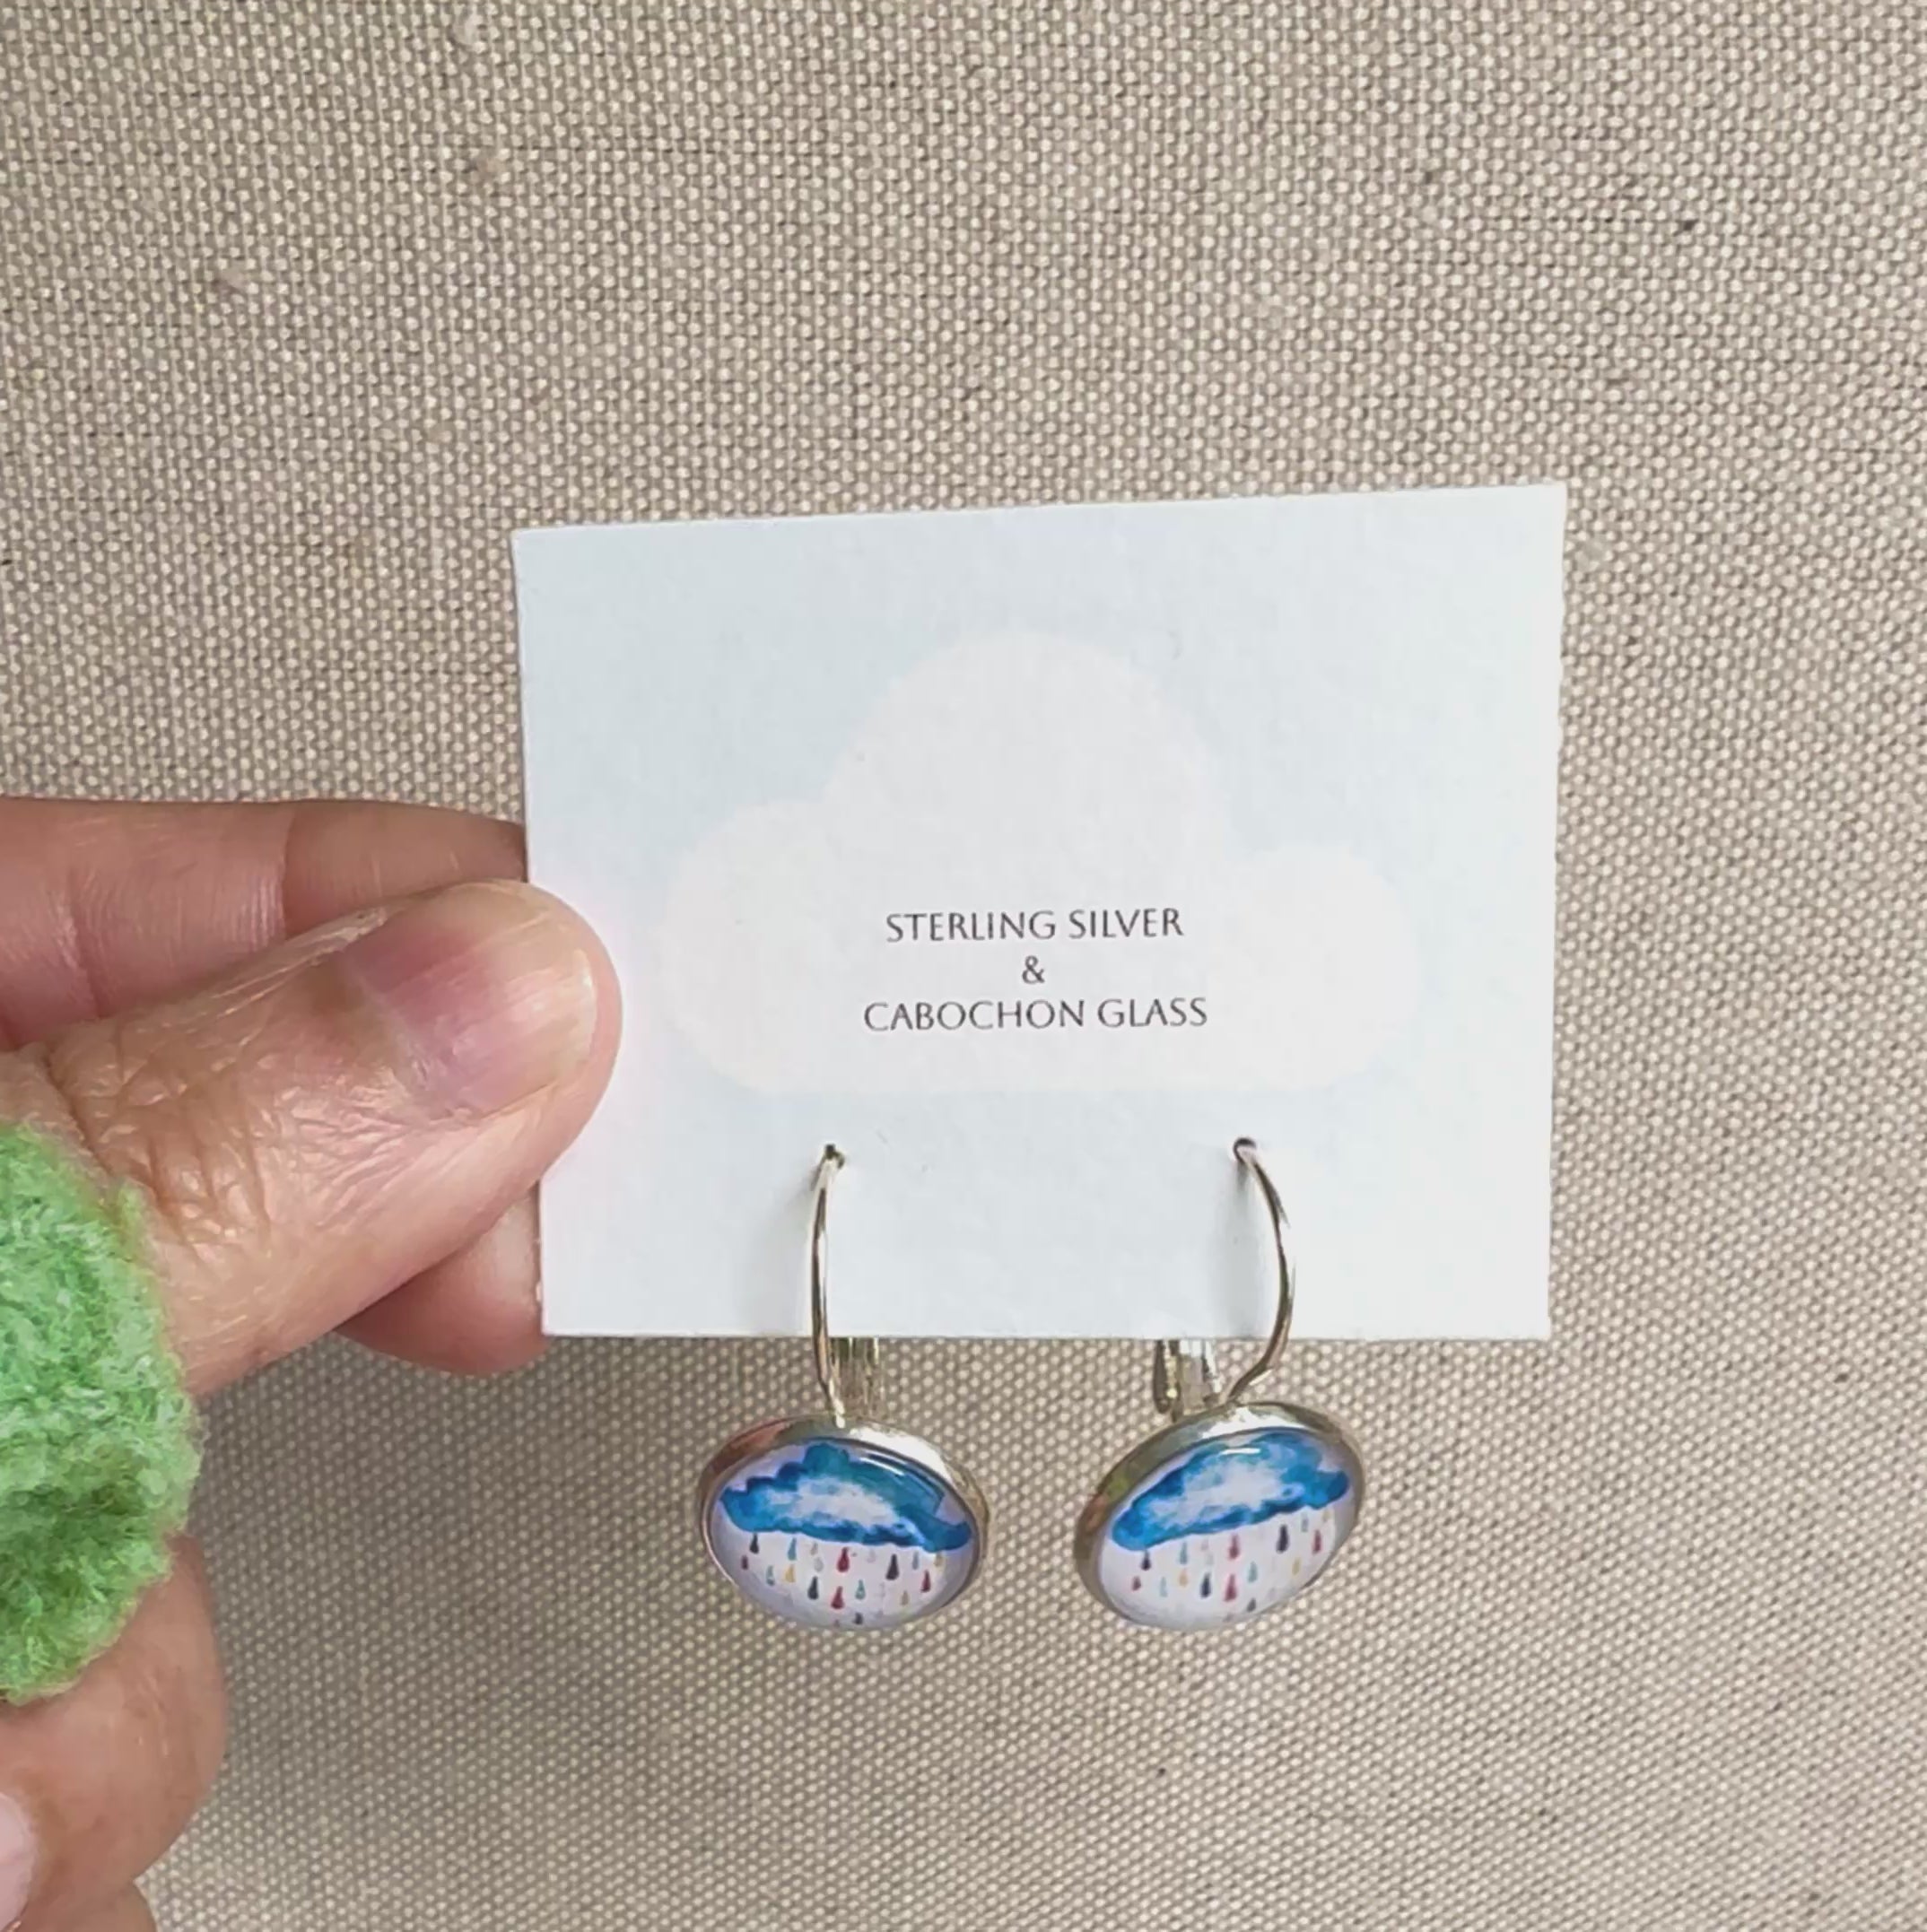 STERLING SILVER
&
CABOCHON GLASS